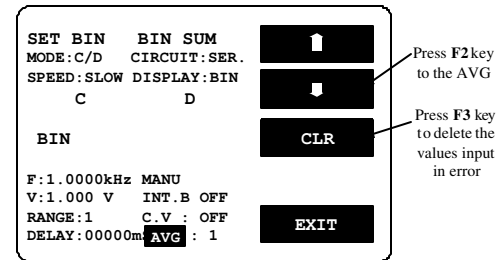 SET BIN BIN SUM
MODE:C/D CIRCUIT:SER.
SPEED:SLOW DISPLAY:BIN
C D
BIN
F:1.0000kHz MANU
V:1.000 V INT.B OFF
RANGE:1 C.V : OFF
DELAY:00000m AVG : 1
CLR
EXIT
Press F2 key
to the AVG
Press F3 key
to delete the
values input
in error